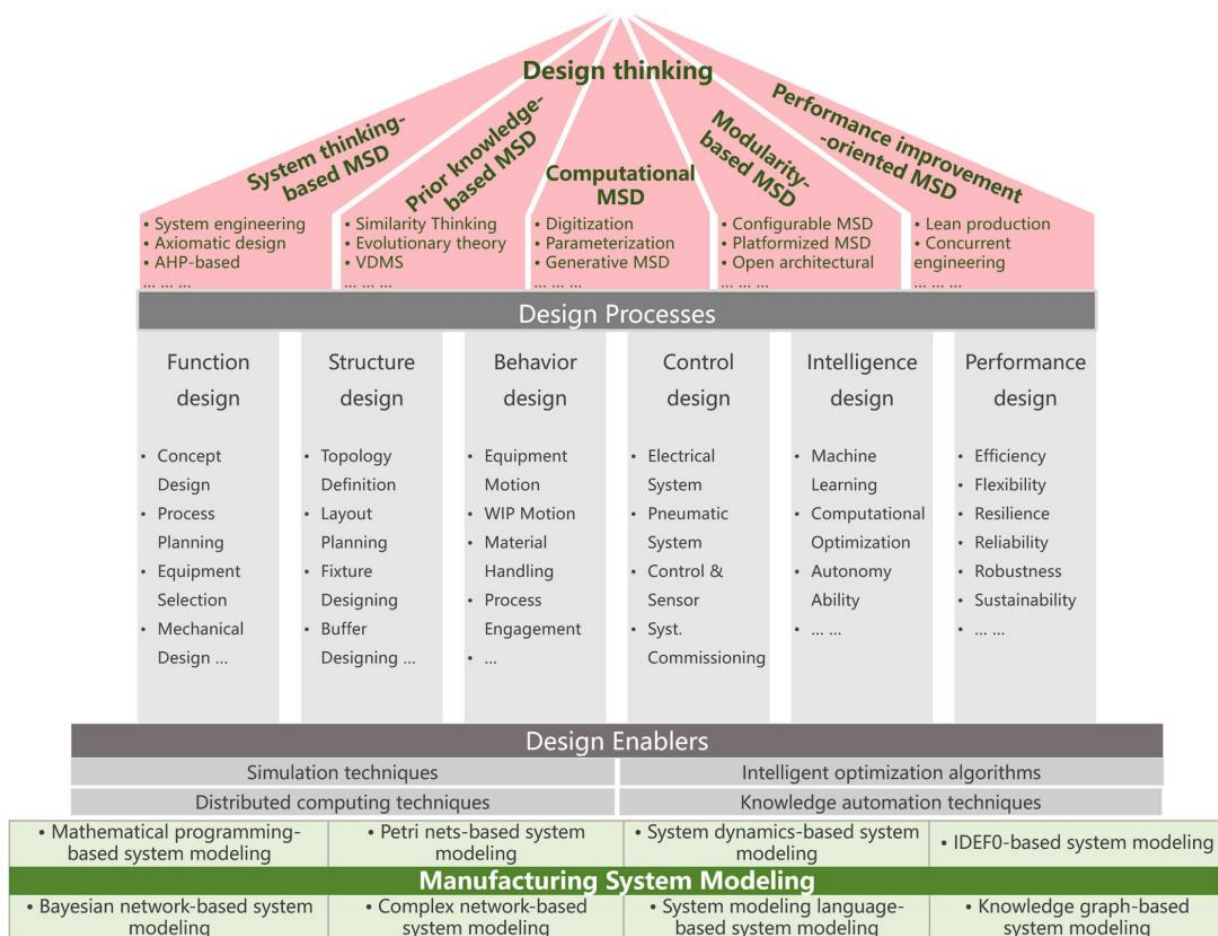 Design thinking
System thinking-
based MSD
Prior knowledge-
based MSD
Computational
MSD
Modularity-
based MSD
Performance improvement
-oriented MSD
• System engineering
• Axiomatic design
• AHP-based
... ... ...
• Similarity Thinking
• Evolutionary theory
• VDMS
... ... ...
• Digitization
• Parameterization
• Generative MSD
... ... ...
• Configurable MSD
• Platformized MSD
• Open architectural
... ... ...
• Lean production
• Concurrent
engineering
... ... ...
Design Processes
Function
design
• Concept
Design
• Process
Planning
• Equipment
Selection
• Mechanical
Design ...
Structure
design
• Topology
Definition
• Layout
Planning
• Fixture
Designing
• Buffer
Designing ...
Behavior
design
• Equipment
Motion
• WIP Motion
• Material
Handling
• Process
Engagement
• ...
Control
design
• Electrical
System
• Pneumatic
System
• Control &
Sensor
• Syst.
Commissioning
Intelligence
design
• Machine
Learning
• Computational
Optimization
• Autonomy
Ability
• ... ...
Performance
design
• Efficiency
• Flexibility
• Resilience
• Reliability
• Robustness
• Sustainability
• ... ...
Design Enablers
Simulation techniques
Intelligent optimization algorithms
Distributed computing techniques
Knowledge automation techniques
• Mathematical programming-
based system modeling
• Petri nets-based system
modeling
• System dynamics-based system
modeling
• IDEF0-based system modeling
Manufacturing System Modeling
• Bayesian network-based system
modeling
• Complex network-based
system modeling
• System modeling language-
based system modeling
• Knowledge graph-based
system modeling